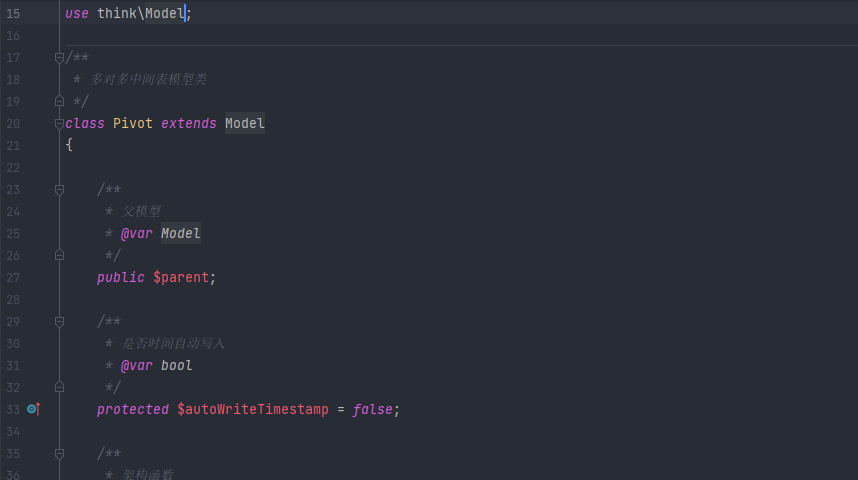 15 use think\Model;
16
17 /**
18 * 多对多中间表模型类
19 */
20 class Pivot extends Model
21 {
22
23 /**
24 * 父模型
25 * @var Model
26 */
27 public $parent;
28
29 /**
30 * 是否时间自动写入
31 * @var bool
32 */
33 protected $autoWriteTimestamp = false;
34
35 /**
36 * 架构函数